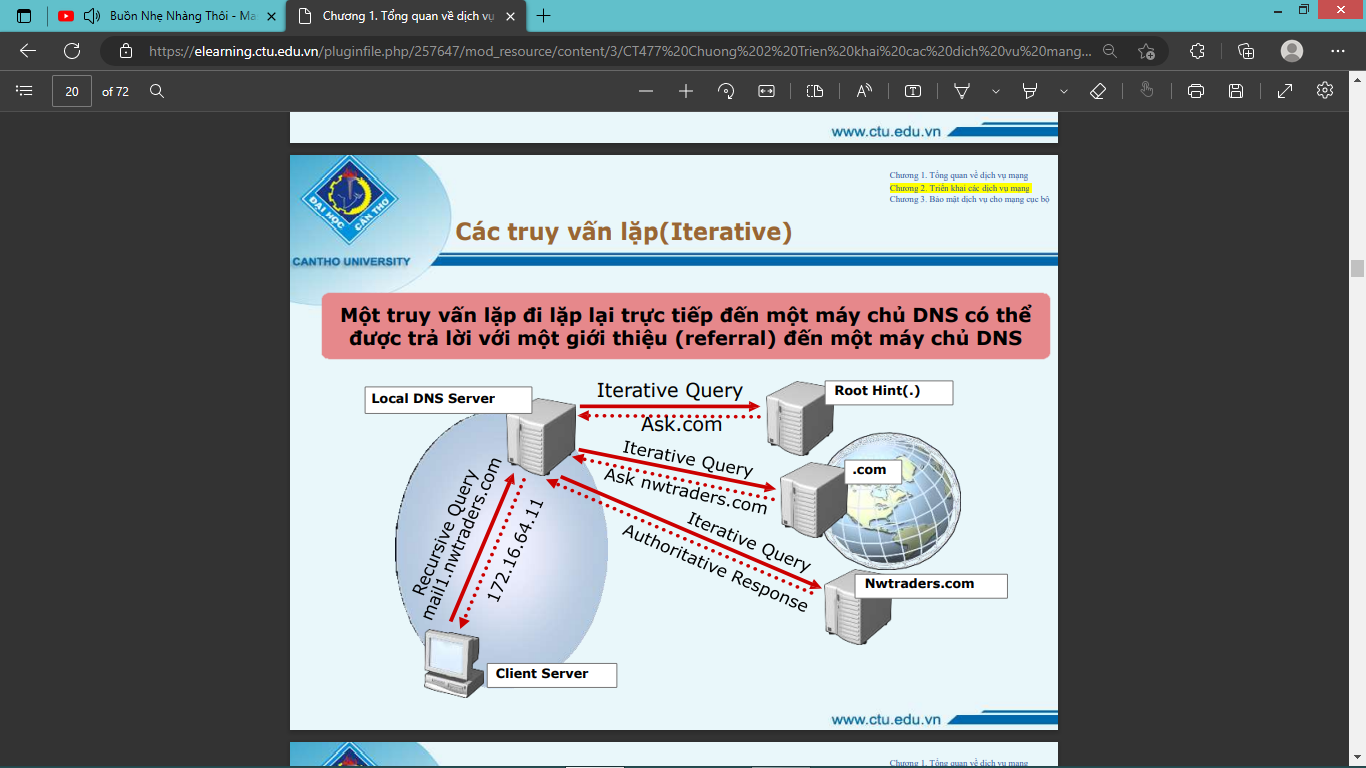 Buồn Nhẹ Nhàng Thôi - Ma
Chương 1. Tổng quan về dịch vụ
https://elearning.ctu.edu.vn/pluginfile.php/257647/mod_resource/content/3/CT477%20Chuong%202%20Trien%20khai%20cac%20dich%20vu%20mang...
20 of 72
www.ctu.edu.vn
ĐẠI HỌC CẦN THƠ
CANTHO UNIVERSITY
Chương 1. Tổng quan về dịch vụ mạng
Chương 2. Triển khai các dịch vụ mạng
Chương 3. Bảo mật dịch vụ cho mạng cục bộ
Các truy vấn lặp(Iterative)
Một truy vấn lặp đi lặp lại trực tiếp đến một máy chủ DNS có thể
được trả lời với một giới thiệu (referral) đến một máy chủ DNS
Local DNS Server
Iterative Query
Root Hint(.)
Ask.com
Iterative Query
.com
Ask nwtraders.com
Iterative Query
Authoritative Response
Nwtraders.com
Recursive Query
mail1.nwtraders.com
172.16.64.11
Client Server
www.ctu.edu.vn
Chương 1. Tổng quan về dịch vụ mạng